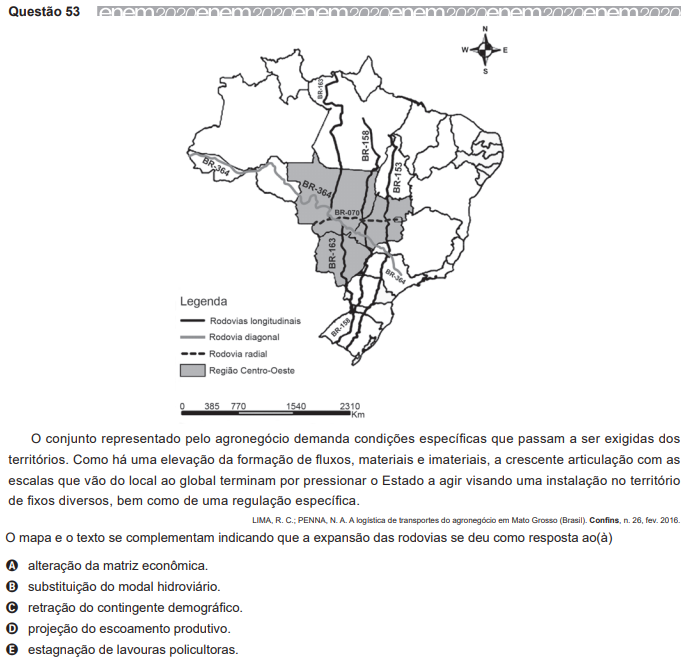 Questão 53
enem2020enem2020enem2020enem2020enem2020enem2020
N
W E
S
BR-163
BR-158
BR-153
BR-364
BR-364
BR-070
BR-163
BR-364
BR-158
Legenda
Rodovias longitudinais
Rodovia diagonal
Rodovia radial
Região Centro-Oeste
0 385 770 1540 2310
Km
O conjunto representado pelo agronegócio demanda condições específicas que passam a ser exigidas dos
territórios. Como há uma elevação da formação de fluxos, materiais e imateriais, a crescente articulação com as
escalas que vão do local ao global terminam por pressionar o Estado a agir visando uma instalação no território
de fixos diversos, bem como de uma regulação específica.
LIMA, R. C.; PENNA, N. A. A logística de transportes do agronegócio em Mato Grosso (Brasil). Confins, n. 26, fev. 2016.
O mapa e o texto se complementam indicando que a expansão das rodovias se deu como resposta ao(à)
A alteração da matriz econômica.
B substituição do modal hidroviário.
C retração do contingente demográfico.
D projeção do escoamento produtivo.
E estagnação de lavouras policultoras.